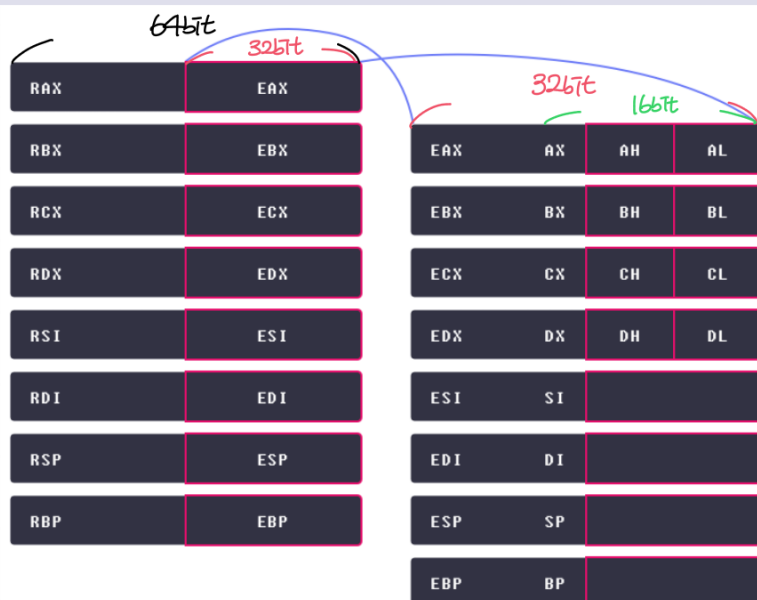 64bit
32bit
RAX EAX
RBX EBX
RCX ECX
RDX EDX
RSI ESI
RDI EDI
RSP ESP
RBP EBP
32bit
16bit
EAX AX AH AL
EBX BX BH BL
ECX CX CH CL
EDX DX DH DL
ESI SI
EDI DI
ESP SP
EBP BP